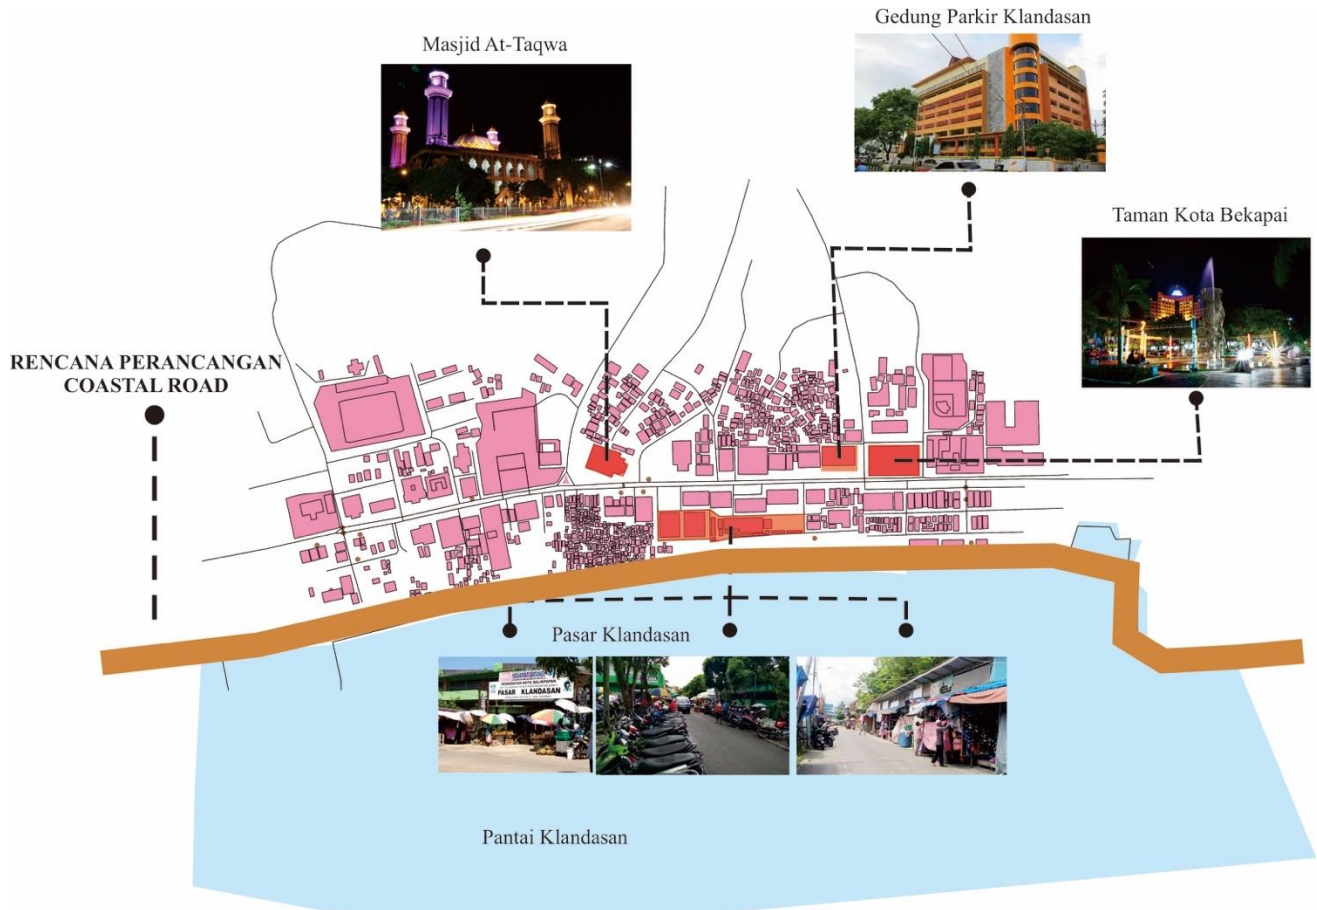 Gedung Parkir Klandasan
Masjid At-Taqwa
Taman Kota Bekapai
RENCANA PERANCANGAN
COASTAL ROAD
Pasar Klandasan
PASAR KLANDASAN
Pantai Klandasan